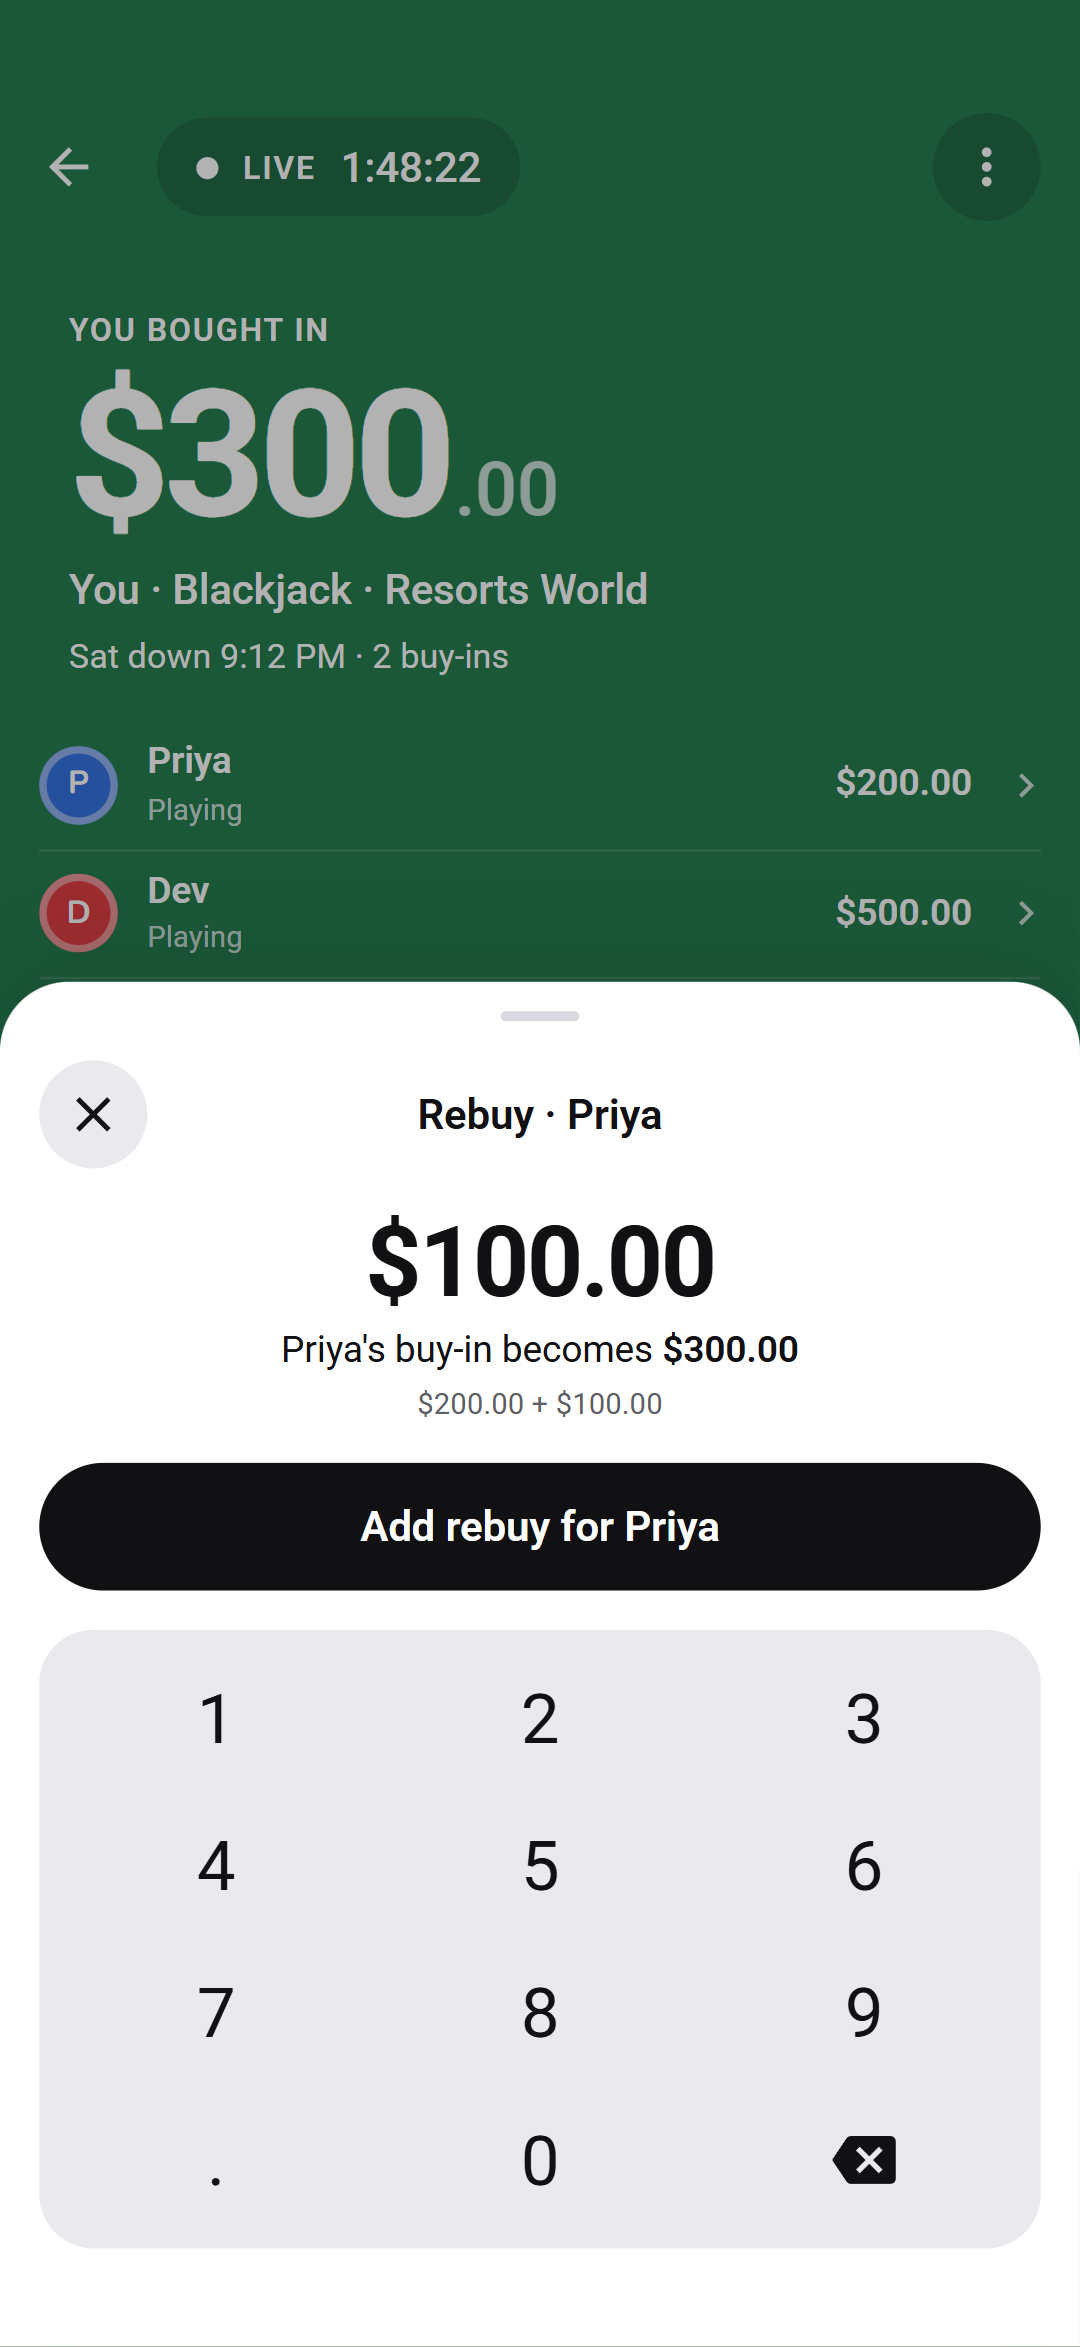 LIVE 1:48:22
YOU BOUGHT IN
$300.00
You · Blackjack · Resorts World
Sat down 9:12 PM · 2 buy-ins
P Priya $200.00
Playing
D Dev $500.00
Playing
Rebuy · Priya
$100.00
Priya's buy-in becomes $300.00
$200.00 + $100.00
Add rebuy for Priya
1 2 3
4 5 6
7 8 9
. 0